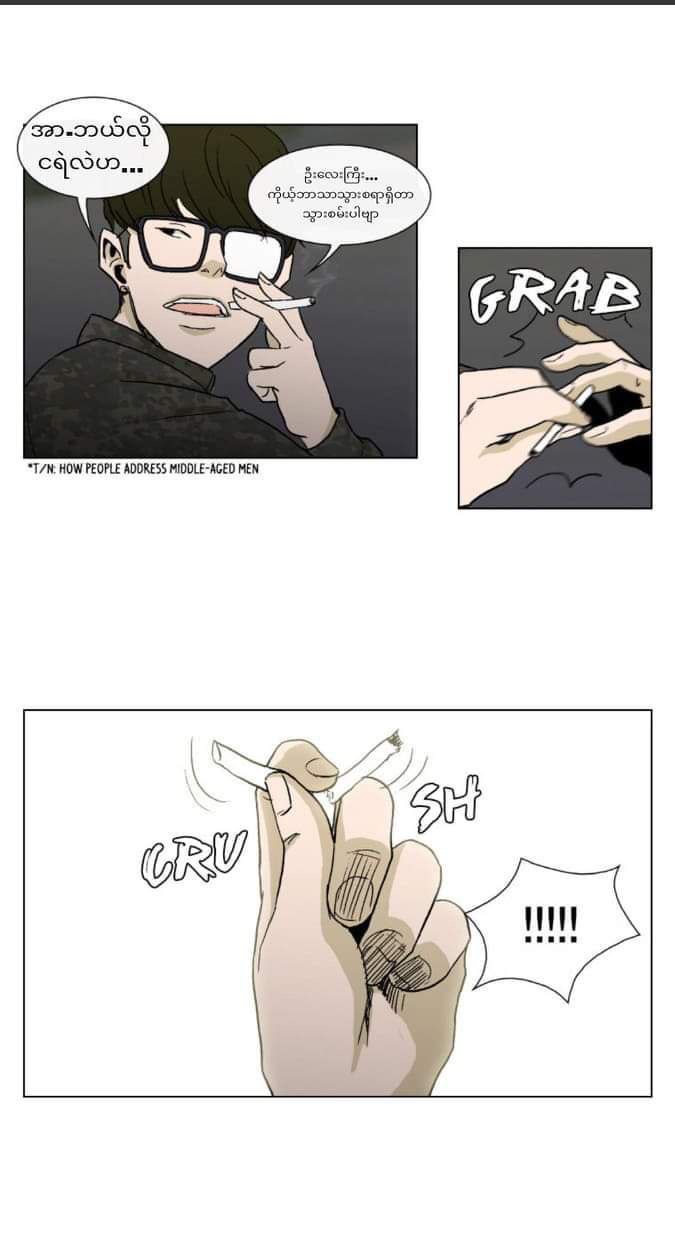 အာ-ဘယ်လို
ငရဲလဲဟ...
ဦးလေးကြီး...
ကိုယ့်ဘာသာသွားစရာရှိတာ
သွားစမ်းပါဗျာ
GRAB
*T/N: HOW PEOPLE ADDRESS MIDDLE-AGED MEN
CRU
SH
!!!!!